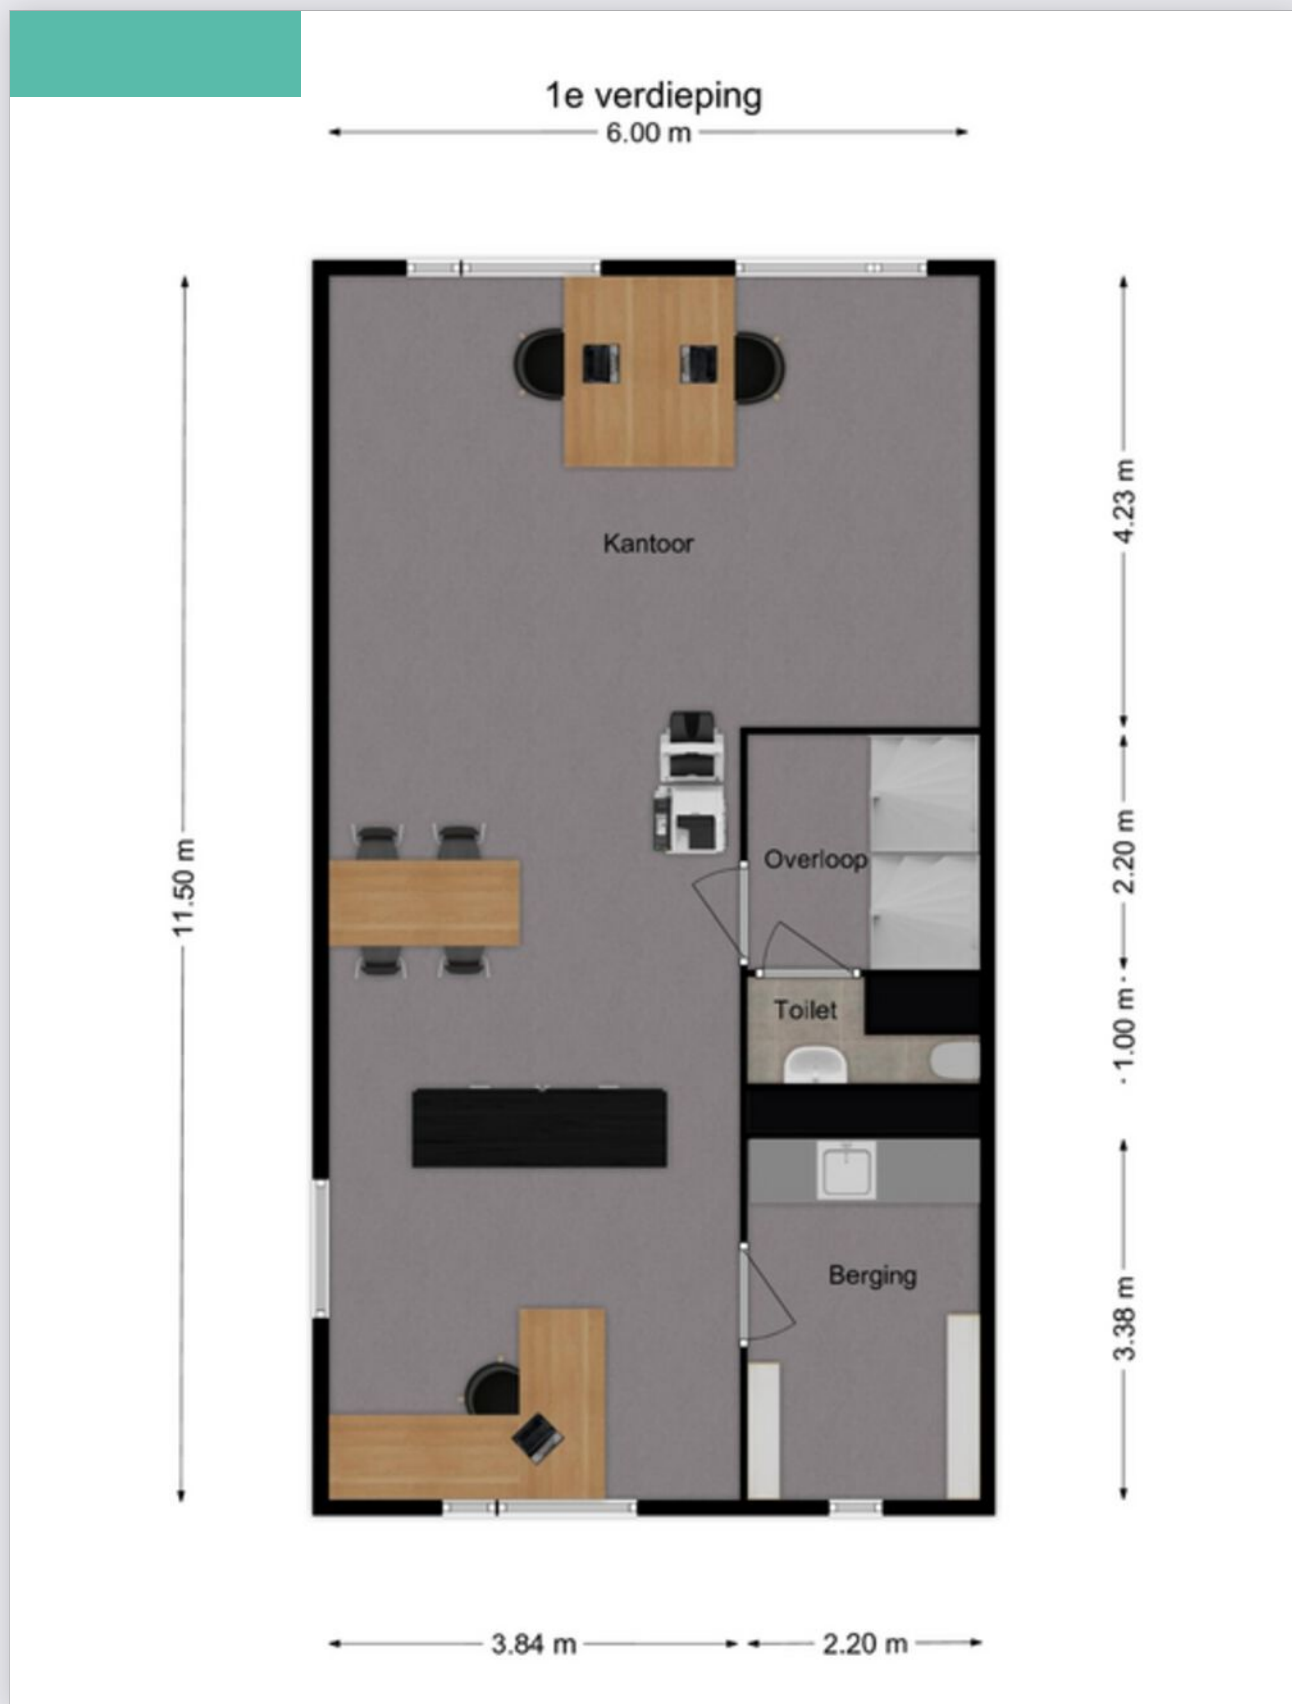 1e verdieping
6.00 m
Kantoor
4.23 m
11.50 m
Overloop
2.20 m
Toilet
1.00 m
Berging
3.38 m
3.84 m
2.20 m